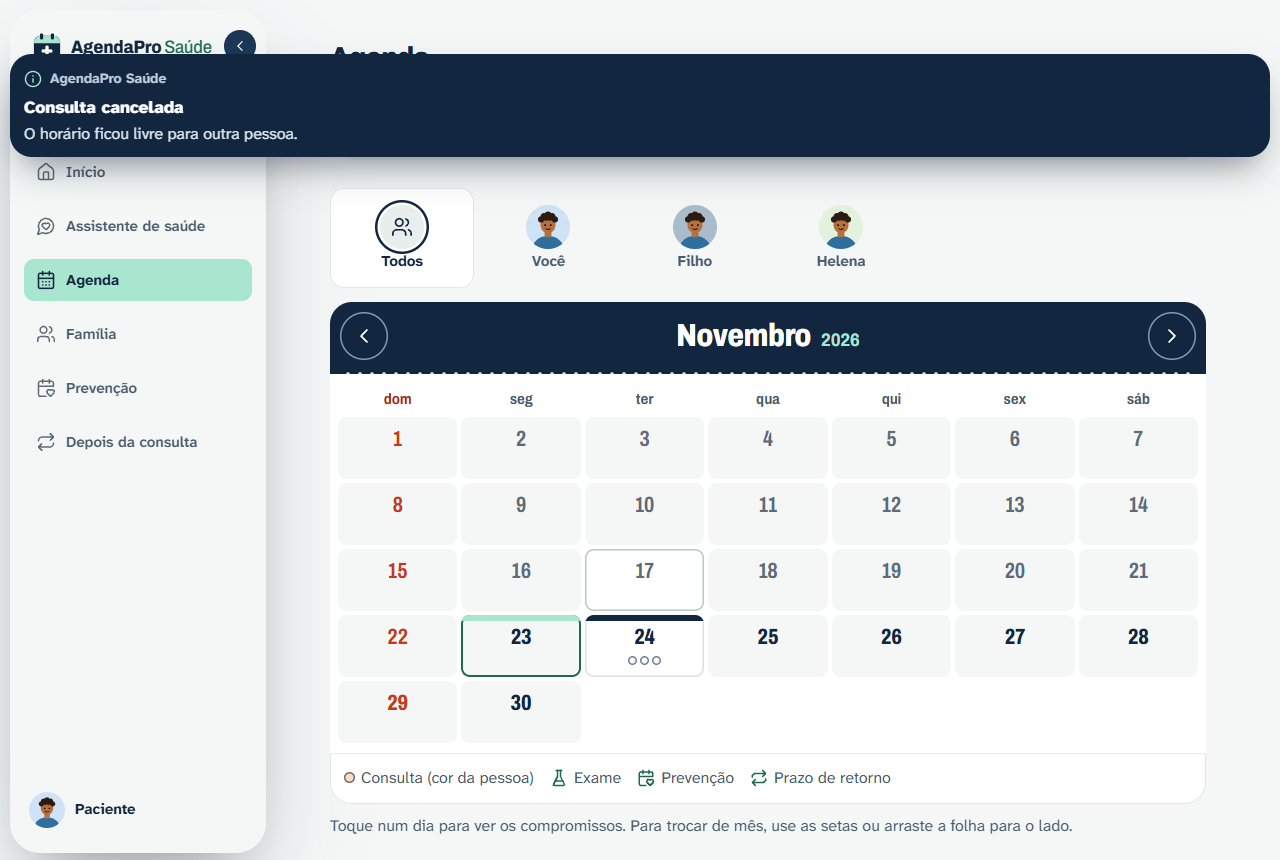 AgendaPro Saúde
Agenda
AgendaPro Saúde
Consulta cancelada
O horário ficou livre para outra pessoa.
Início
Assistente de saúde
Agenda
Família
Prevenção
Depois da consulta
Paciente
Todos
Você
Filho
Helena
Novembro 2026
dom seg ter qua qui sex sáb
1 2 3 4 5 6 7
8 9 10 11 12 13 14
15 16 17 18 19 20 21
22 23 24 25 26 27 28
29 30
Consulta (cor da pessoa) Exame Prevenção Prazo de retorno
Toque num dia para ver os compromissos. Para trocar de mês, use as setas ou arraste a folha para o lado.